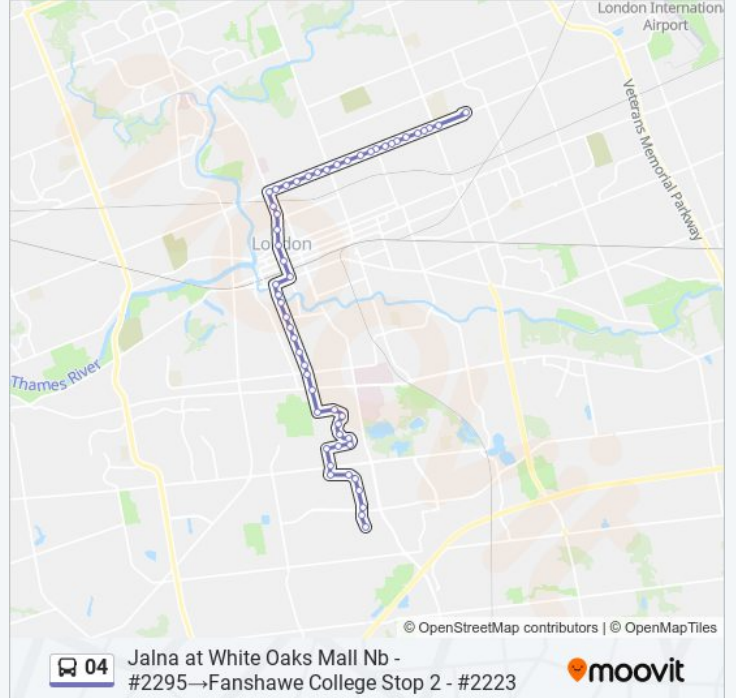 London Internation
Airport
Veterans Memorial Parkway
London
Thames River
© OpenStreetMap contributors | © OpenMapTiles
04
Jalna at White Oaks Mall Nb -
#2295→Fanshawe College Stop 2 - #2223
moovit